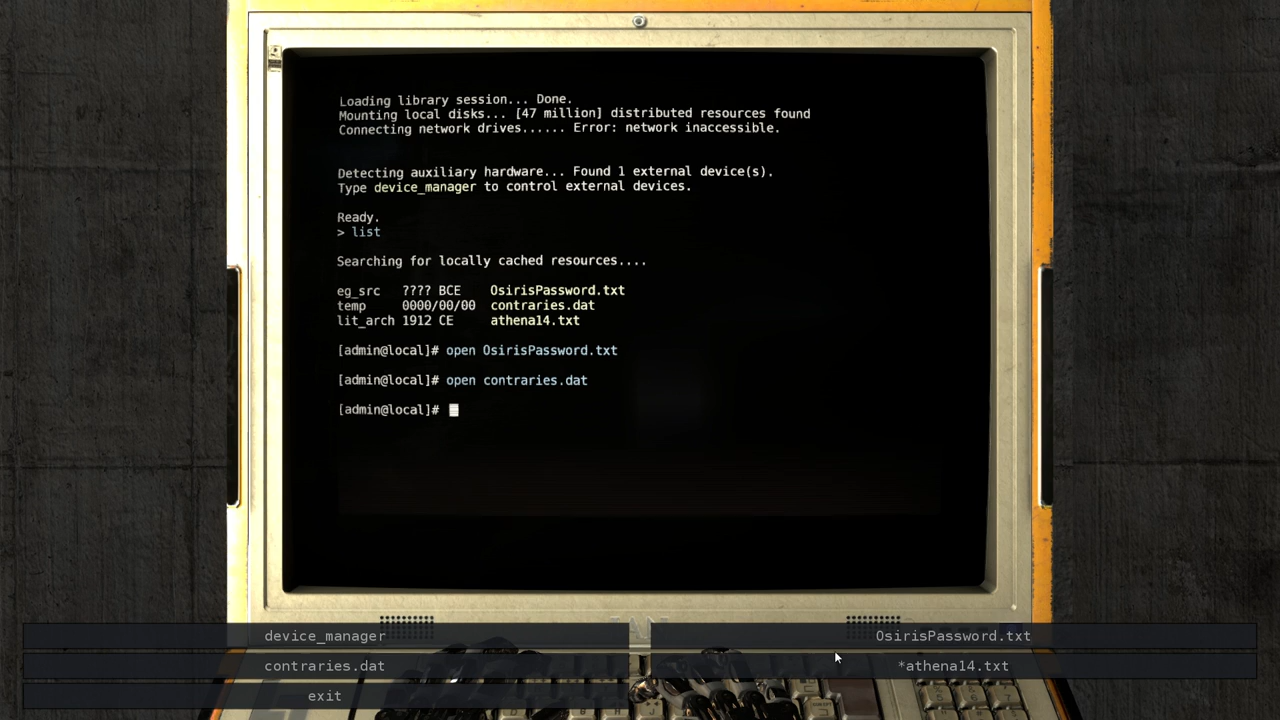 Loading library session... Done.
Mounting local disks... [47 million] distributed resources found
Connecting network drives...... Error: network inaccessible.
Detecting auxiliary hardware... Found 1 external device(s).
Type device_manager to control external devices.
Ready.
> list
Searching for locally cached resources....
eg_src ???? BCE OsirisPassword.txt
temp 0000/00/00 contraries.dat
lit_arch 1912 CE athena14.txt
[admin@local]# open OsirisPassword.txt
[admin@local]# open contraries.dat
[admin@local]#
device_manager OsirisPassword.txt
contraries.dat *athena14.txt
exit